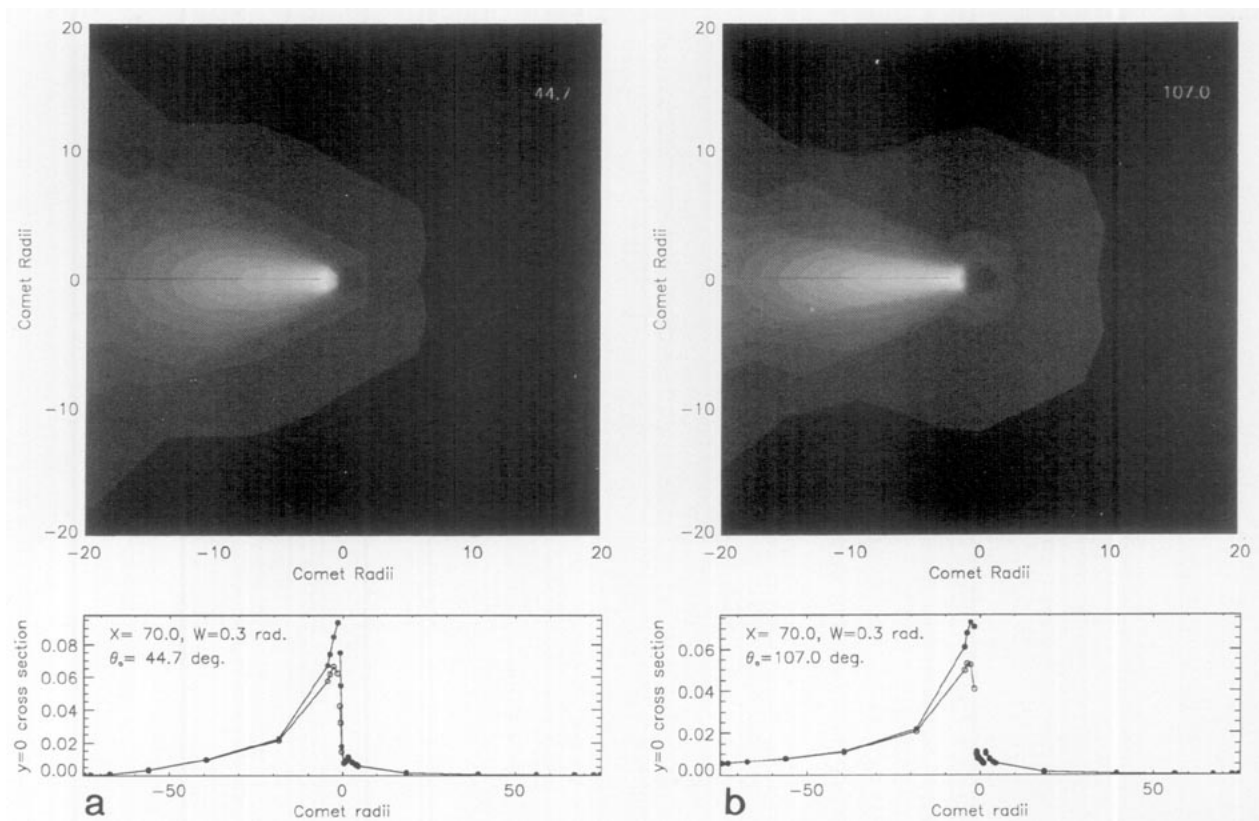 20
10
0
-10
-20
Comet Radii
44.7
-20 -10 0 10 20
Comet Radii
20
10
0
-10
-20
Comet Radii
107.0
-20 -10 0 10 20
Comet Radii
0.08
0.06
0.04
0.02
0.00
y=0 cross section
X= 70.0, W=0.3 rad.
θs= 44.7 deg.
-50 0 50
Comet radii
a
0.06
0.04
0.02
0.00
y=0 cross section
X= 70.0, W=0.3 rad.
θs=107.0 deg.
-50 0 50
Comet radii
b